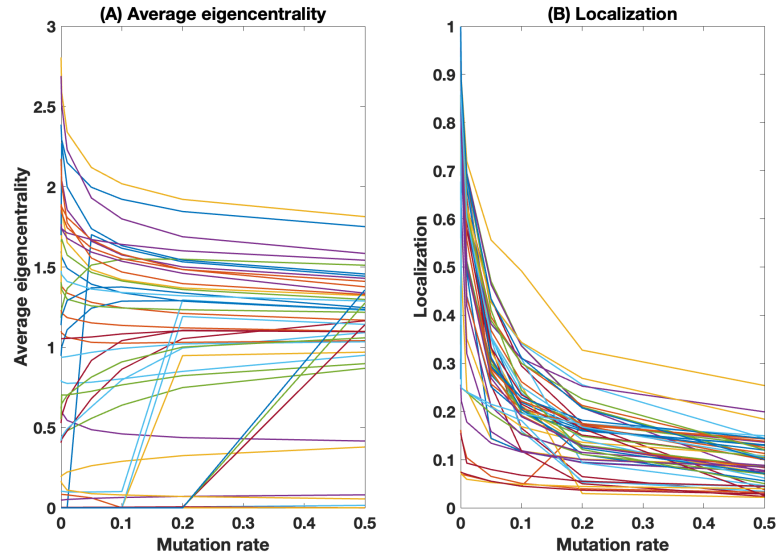 (A) Average eigencentrality
3
2.5
2
1.5
1
0.5
0
Average eigencentrality
0 0.1 0.2 0.3 0.4 0.5
Mutation rate
(B) Localization
1
0.9
0.8
0.7
0.6
0.5
0.4
0.3
0.2
0.1
0
Localization
0 0.1 0.2 0.3 0.4 0.5
Mutation rate